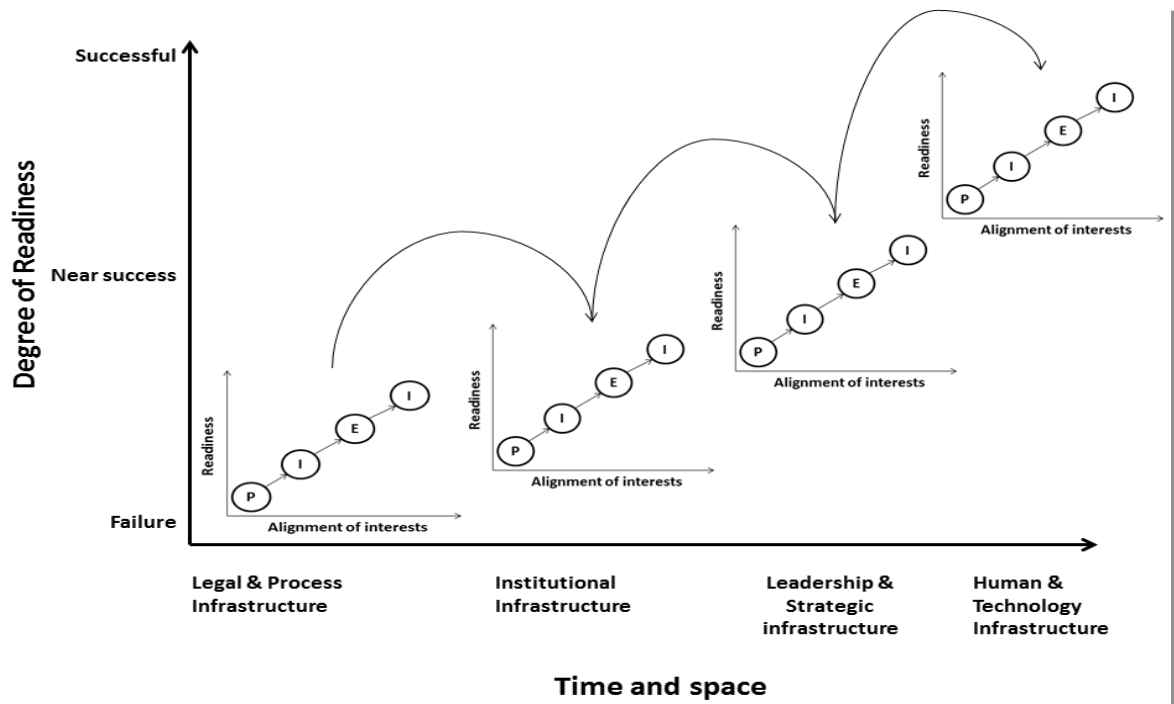 Successful
Degree of Readiness
Near success
Failure
Readiness
P
I
E
I
Alignment of interests
Readiness
P
I
E
I
Alignment of interests
Readiness
P
I
E
I
Alignment of interests
Readiness
P
I
E
I
Alignment of interests
Legal & Process
Infrastructure
Institutional
Infrastructure
Leadership &
Strategic
infrastructure
Human &
Technology
Infrastructure
Time and space